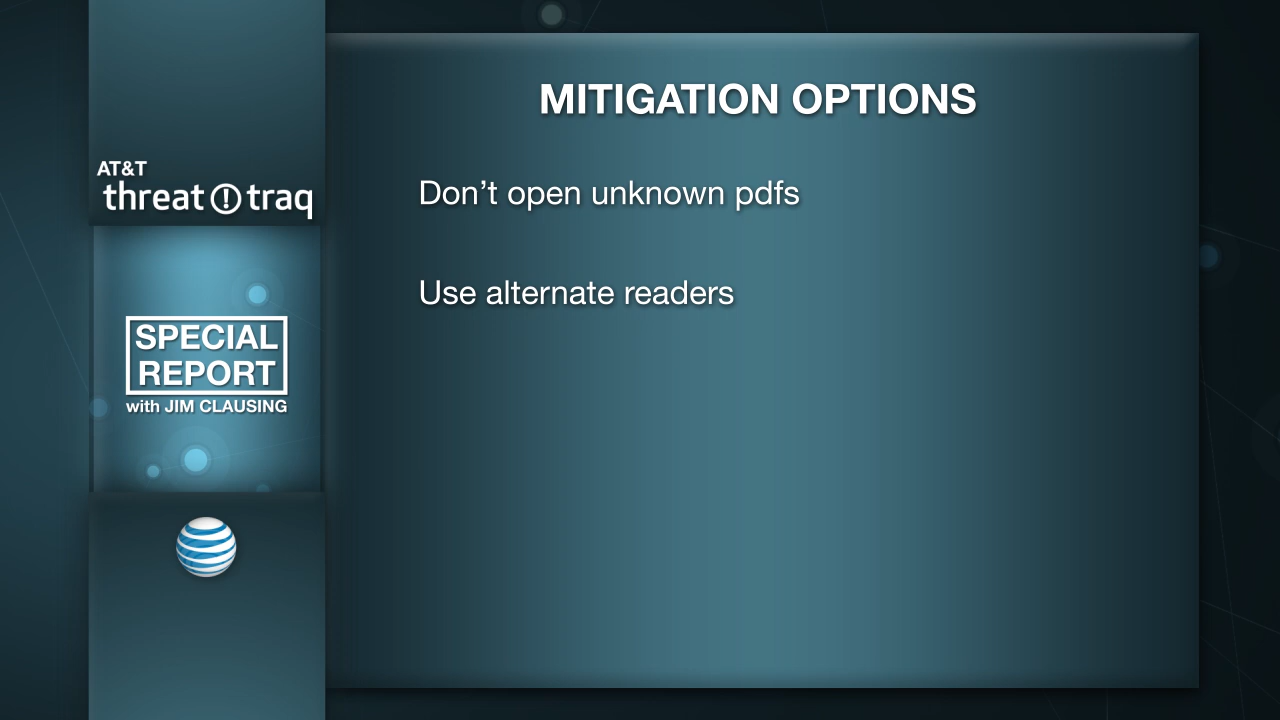 AT&T
threat ! traq
SPECIAL
REPORT
with JIM CLAUSING
MITIGATION OPTIONS
Don’t open unknown pdfs
Use alternate readers